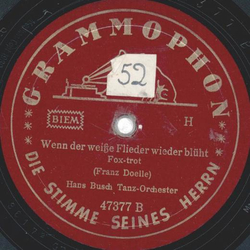 GRAMMOPHON
52
BIEM
H
Wenn der weiße Flieder wieder blüht
Fox-trot
(Franz Doelle)
Hans Busch Tanz-Orchester
47377 B
DIE STIMME SEINES HERRN